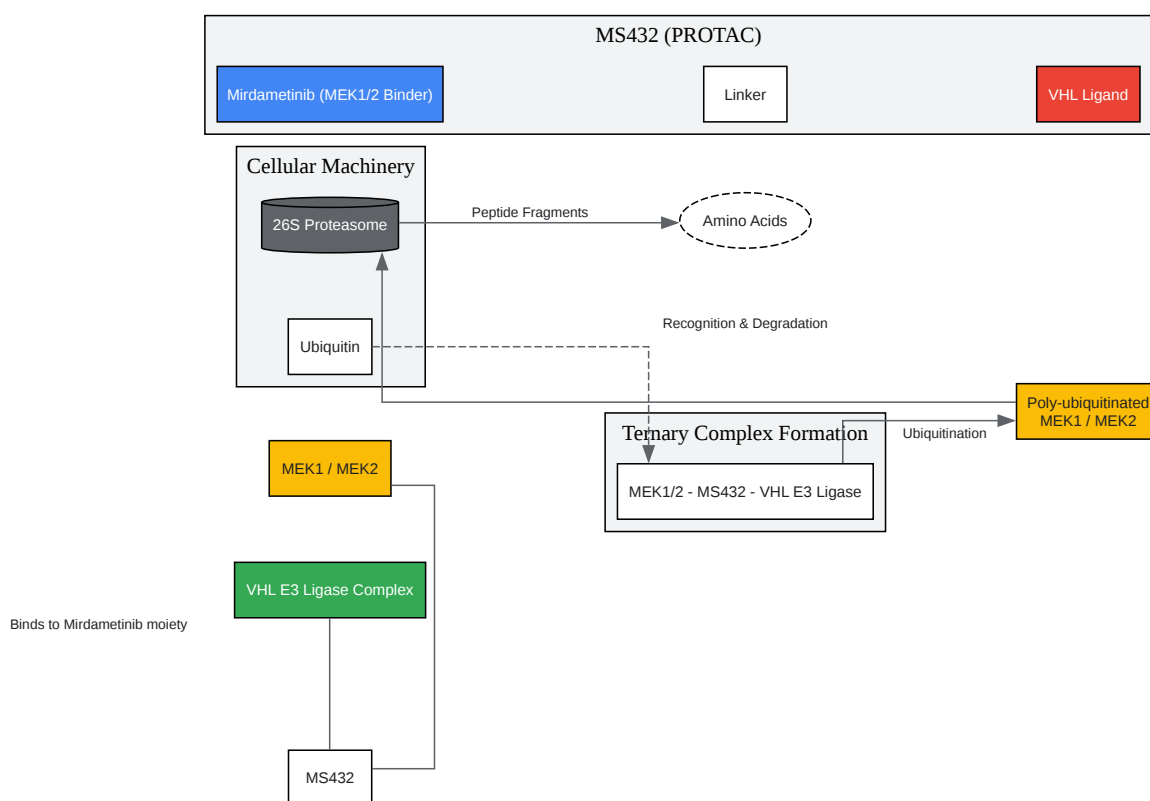 MS432 (PROTAC)
Mirdametinib (MEK1/2 Binder)
Linker
VHL Ligand
Cellular Machinery
26S Proteasome
Peptide Fragments
Amino Acids
Ubiquitin
Recognition & Degradation
Poly-ubiquitinated
MEK1 / MEK2
Ternary Complex Formation
Ubiquitination
MEK1 / MEK2
MEK1/2 - MS432 - VHL E3 Ligase
VHL E3 Ligase Complex
Binds to Mirdametinib moiety
MS432